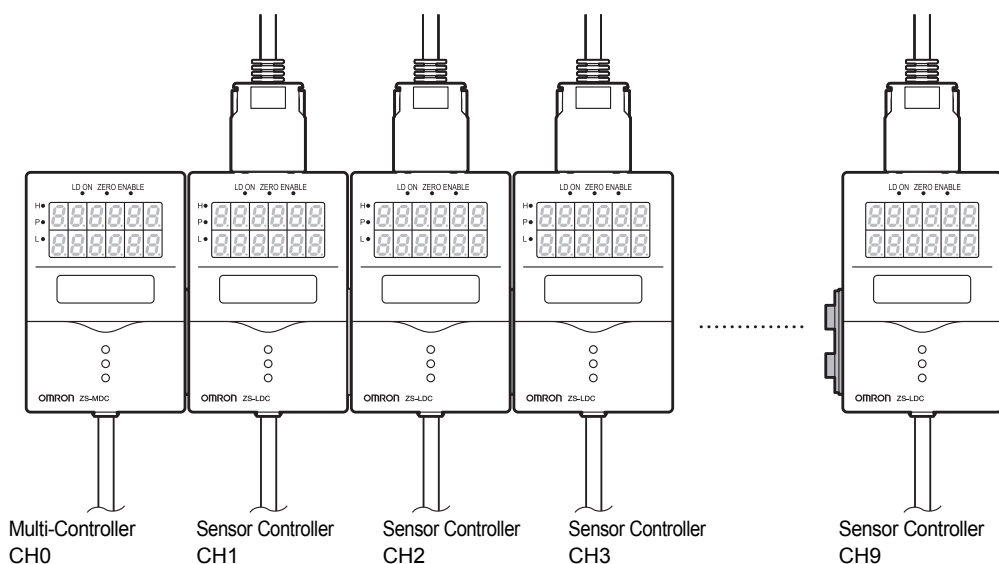 LD ON ZERO ENABLE
LD ON ZERO ENABLE
LD ON ZERO ENABLE
LD ON ZERO ENABLE
LD ON ZERO ENABLE
H
H
H
H
P
P
P
P
L
L
L
L
OMRON ZS-MDC
OMRON ZS-LDC
OMRON ZS-LDC
OMRON ZS-LDC
OMRON ZS-LDC
Multi-Controller
CH0
Sensor Controller
CH1
Sensor Controller
CH2
Sensor Controller
CH3
Sensor Controller
CH9